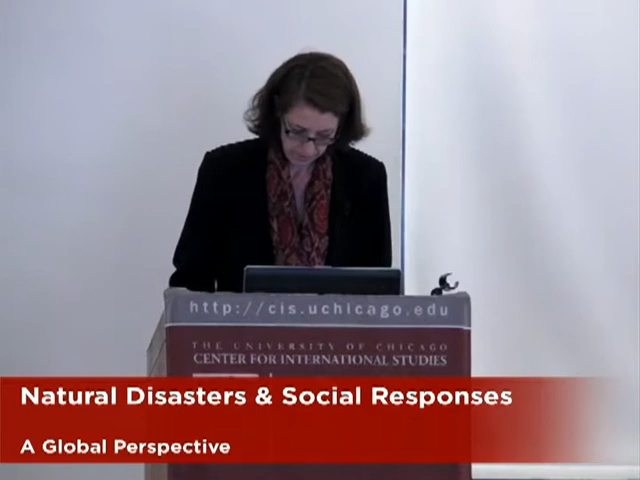 http://cis.uchicago.edu
THE UNIVERSITY OF CHICAGO
CENTER FOR INTERNATIONAL STUDIES
Natural Disasters & Social Responses
A Global Perspective